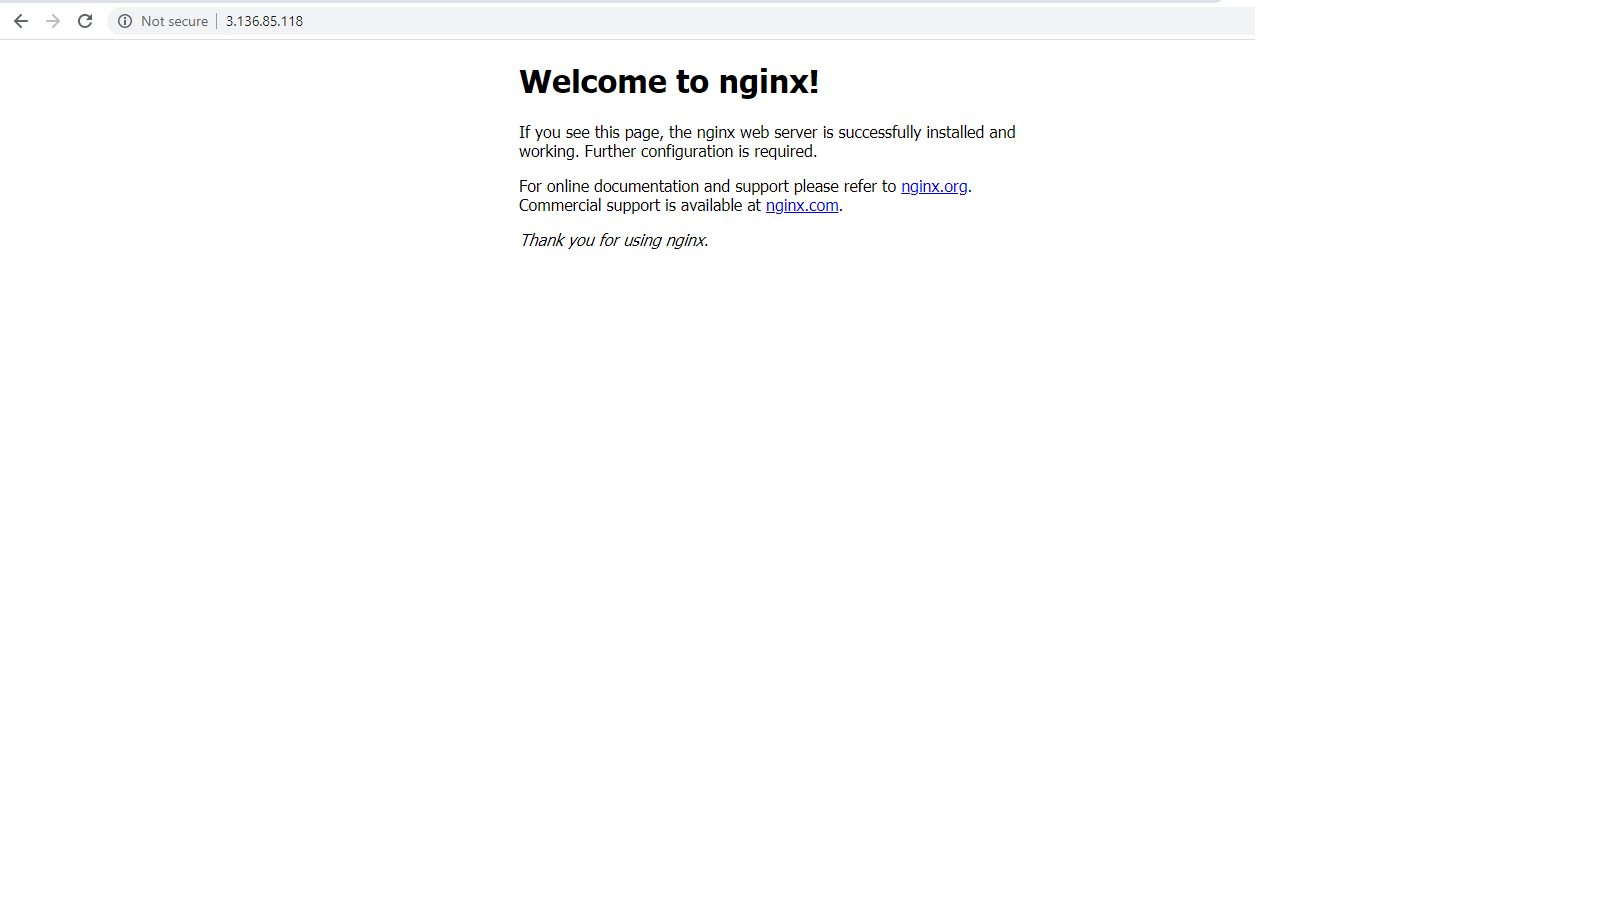 Not secure 3.136.85.118
Welcome to nginx!
If you see this page, the nginx web server is successfully installed and
working. Further configuration is required.
For online documentation and support please refer to nginx.org.
Commercial support is available at nginx.com.
Thank you for using nginx.